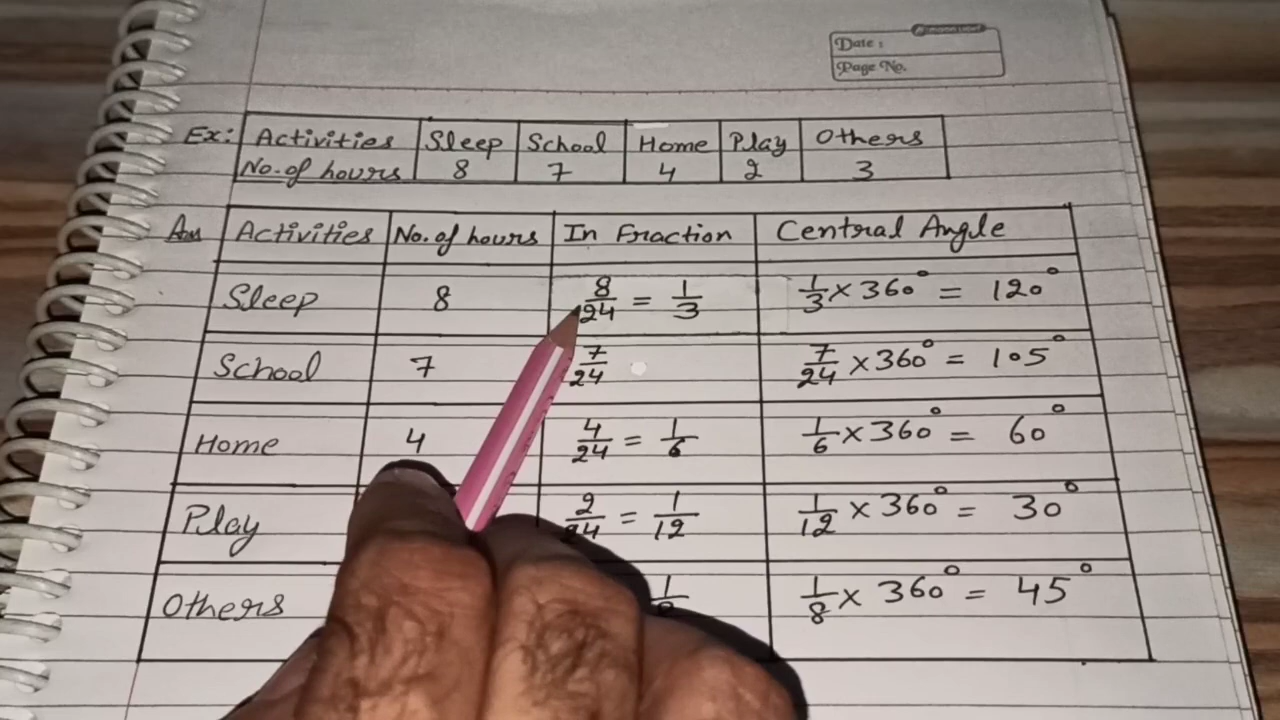 Date :
Page No.
Ex: Activities Sleep School Home Play Others
No. of hours 8 7 4 2 3
Ans Activities No. of hours In Fraction Central Angle
Sleep 8 8/24 = 1/3 1/3 × 360° = 120°
School 7 7/24 7/24 × 360° = 105°
Home 4 4/24 = 1/6 1/6 × 360° = 60°
Play 2/24 = 1/12 1/12 × 360° = 30°
Others 1/8 × 360° = 45°